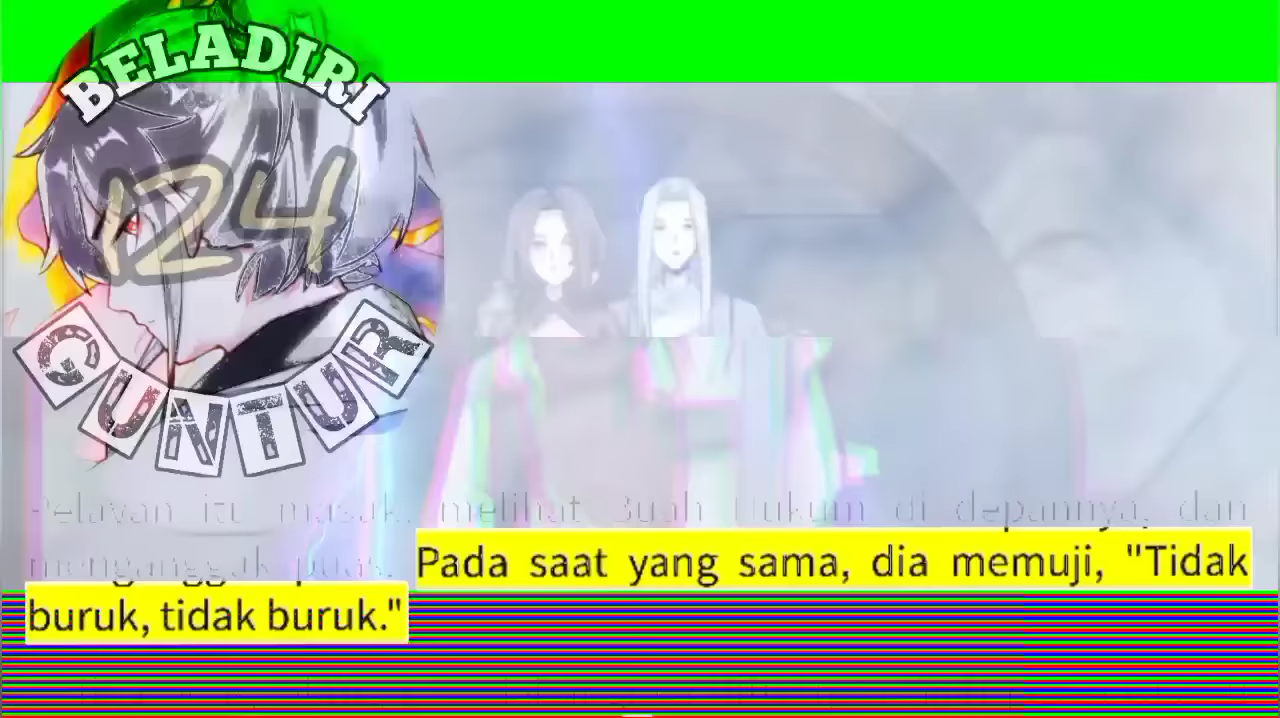 BELADIRI
124
GUNTUR
Pelayan itu masuk, melihat Buah Hukum di depannya, dan
mengangguk puas. Pada saat yang sama, dia memuji, "Tidak
buruk, tidak buruk."